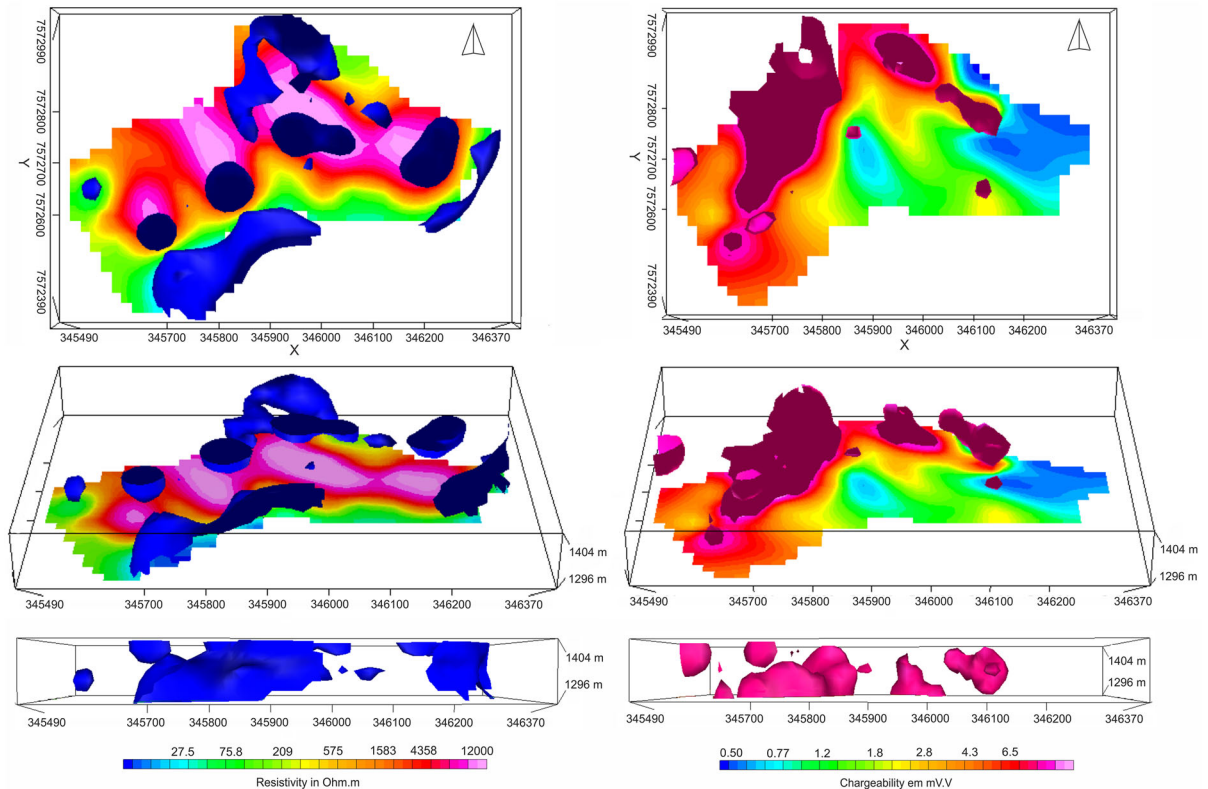 7572990
7572800
7572700
7572600
7572390
Y
345490 345700 345800 345900 346000 346100 346200 346370
X
7572990
7572800
7572700
7572600
7572390
Y
345490 345700 345800 345900 346000 346100 346200 346370
X
1404 m
1296 m
345490 345700 345800 345900 346000 346100 346200 346370
1404 m
1296 m
345490 345700 345800 345900 346000 346100 346200 346370
1404 m
1296 m
345490 345700 345800 345900 346000 346100 346200 346370
1404 m
1296 m
345490 345700 345800 345900 346000 346100 346200 346370
27.5 75.8 209 575 1583 4358 12000
Resistivity in Ohm.m
0.50 0.77 1.2 1.8 2.8 4.3 6.5
Chargeability em mV.V